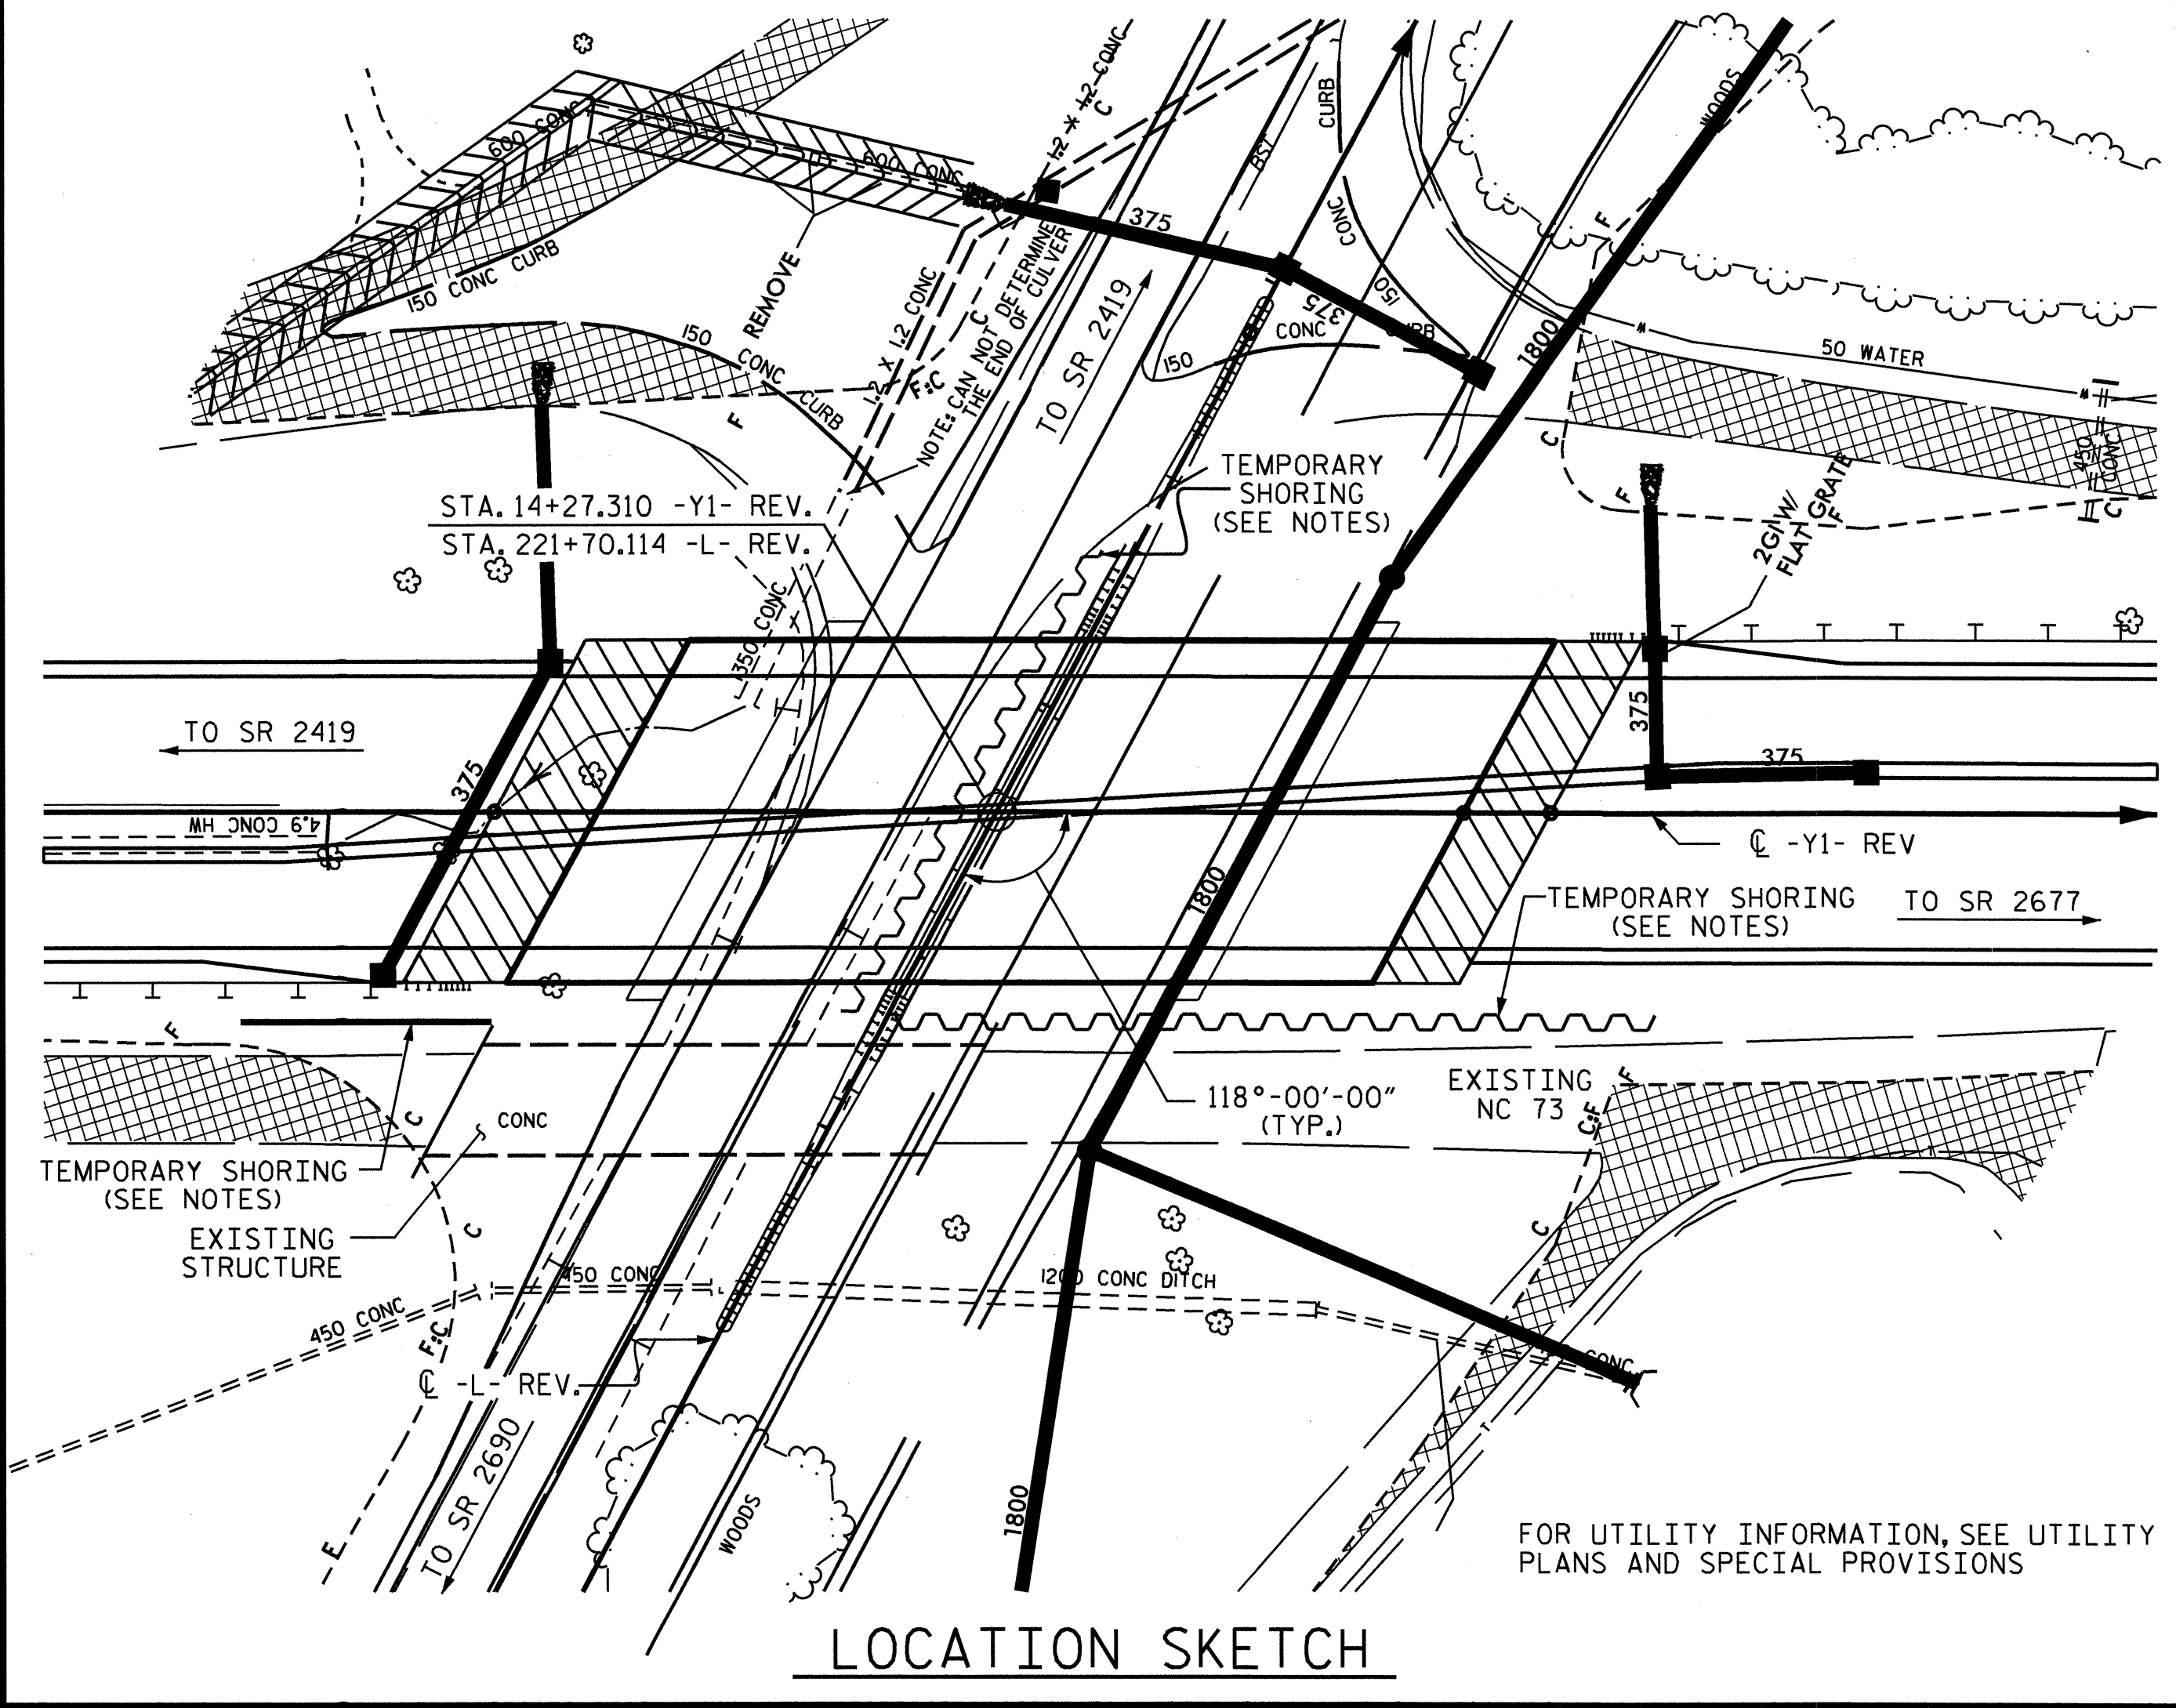 1.2 X 1.2 CONC
C
CURB
BST
WOODS
600 CONC
600 CONC
375
CONC
F
150 CONC CURB
REMOVE
1.2 X 1.2 CONC
C
NOTE: CAN NOT DETERMINE
THE END OF CULVER
TO SR 2419
150
375
CONC CURB
150
1800
50 WATER
150
CONC
CURB
F
F:C
C
F
450
CONC
C
F
2GI W/
FLAT GRATE
TEMPORARY
SHORING
(SEE NOTES)
STA. 14+27.310 -Y1- REV.
STA. 221+70.114 -L- REV.
1350 CONC
TO SR 2419
375
375
375
4.9 CONC HW
℄ -Y1- REV
1800
TEMPORARY SHORING
(SEE NOTES)
TO SR 2677
F
C
CONC
118°-00'-00"
(TYP.)
EXISTING
NC 73
F
C:F
TEMPORARY SHORING
(SEE NOTES)
EXISTING
STRUCTURE
C
C
450 CONC
450 CONC
1200 CONC DITCH
CONC
F:C
℄ -L- REV.
TO SR 2690
WOODS
1800
F
FOR UTILITY INFORMATION, SEE UTILITY
PLANS AND SPECIAL PROVISIONS
LOCATION SKETCH